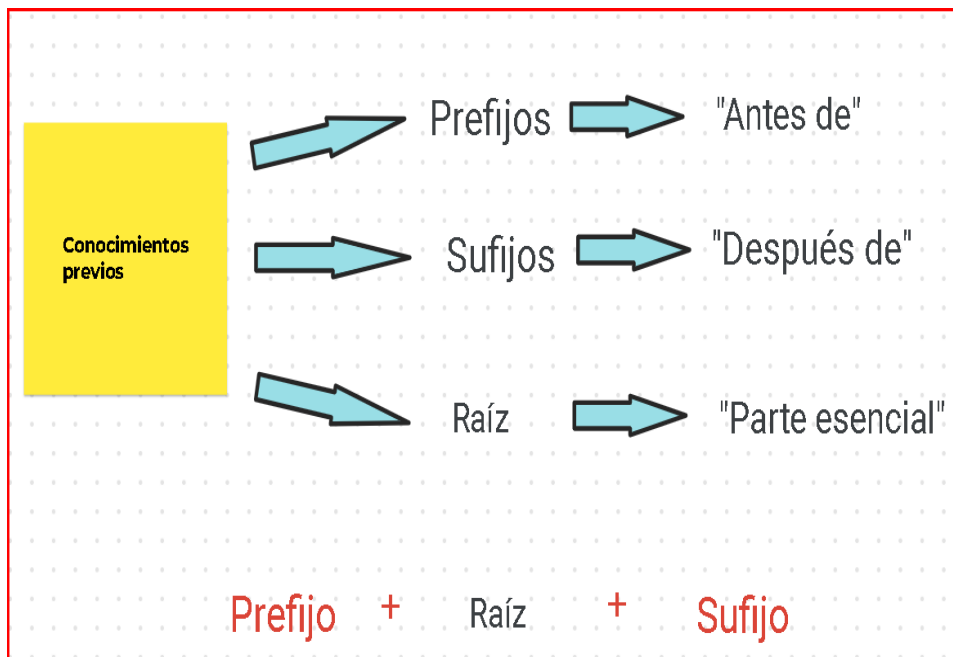 Prefijos "Antes de"
Conocimientos
previos
Sufijos "Después de"
Raíz "Parte esencial"
Prefijo + Raíz + Sufijo